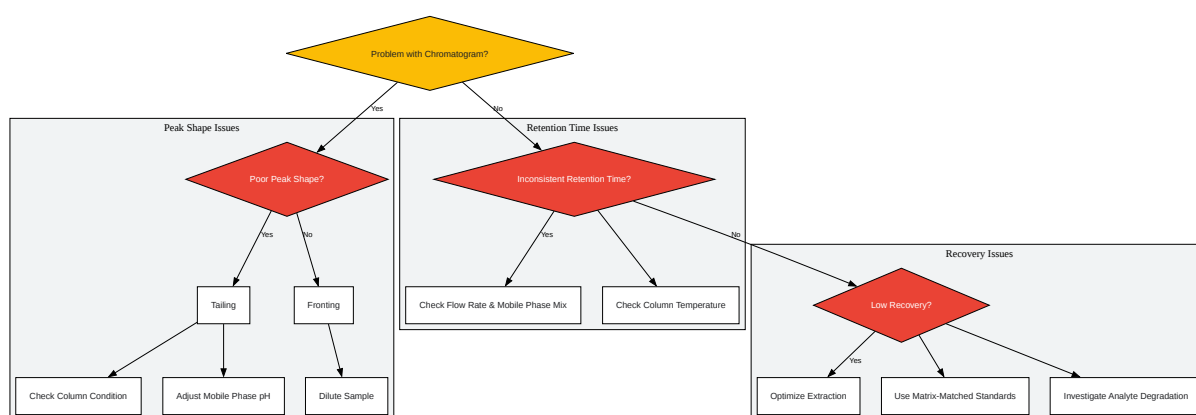 Problem with Chromatogram?
Yes
No
Peak Shape Issues
Retention Time Issues
Poor Peak Shape?
Inconsistent Retention Time?
Yes
No
Yes
No
Recovery Issues
Tailing
Fronting
Check Flow Rate & Mobile Phase Mix
Check Column Temperature
Low Recovery?
Yes
Check Column Condition
Adjust Mobile Phase pH
Dilute Sample
Optimize Extraction
Use Matrix-Matched Standards
Investigate Analyte Degradation